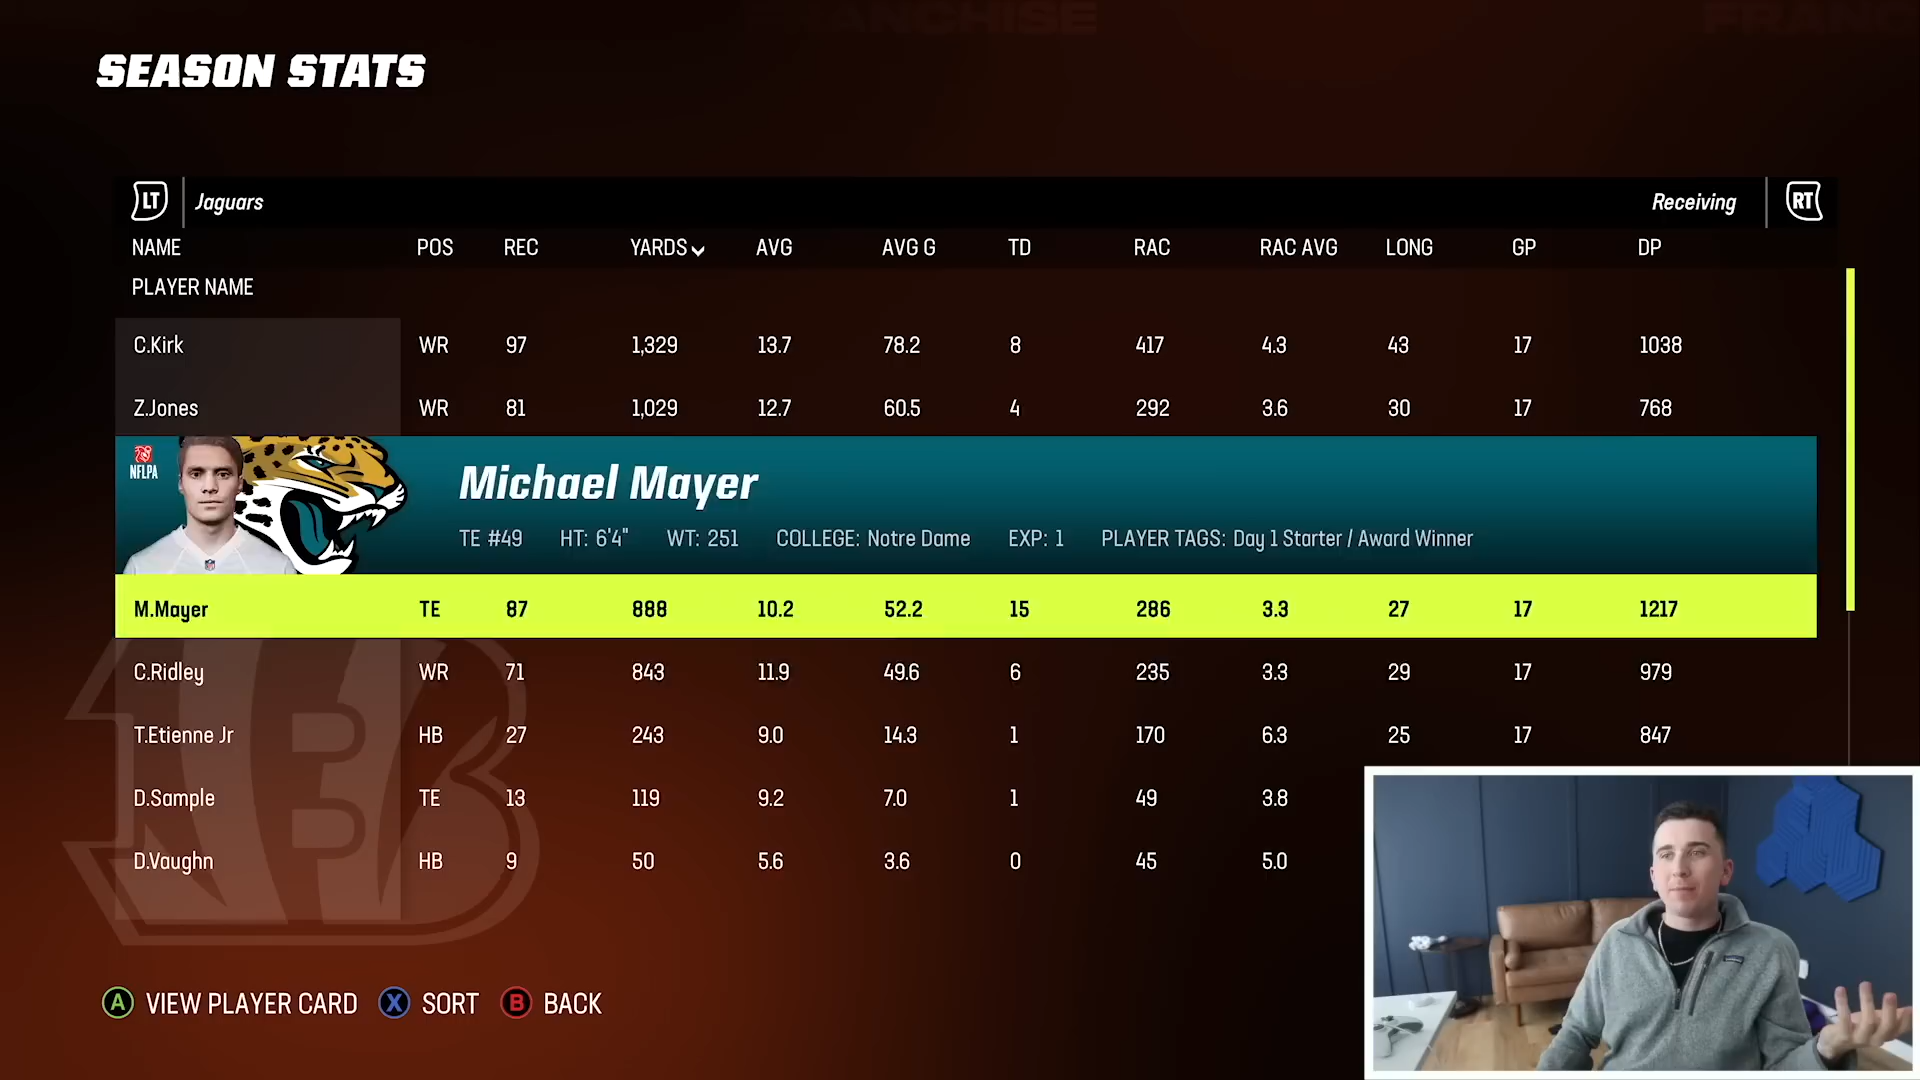 FRANCHISE
FRANC
SEASON STATS
LT Jaguars Receiving RT
NAME POS REC YARDS AVG AVG G TD RAC RAC AVG LONG GP DP
PLAYER NAME
C.Kirk WR 97 1,329 13.7 78.2 8 417 4.3 43 17 1038
Z.Jones WR 81 1,029 12.7 60.5 4 292 3.6 30 17 768
NFLPA
Michael Mayer
TE #49 HT: 6'4" WT: 251 COLLEGE: Notre Dame EXP: 1 PLAYER TAGS: Day 1 Starter / Award Winner
M.Mayer TE 87 888 10.2 52.2 15 286 3.3 27 17 1217
C.Ridley WR 71 843 11.9 49.6 6 235 3.3 29 17 979
T.Etienne Jr HB 27 243 9.0 14.3 1 170 6.3 25 17 847
D.Sample TE 13 119 9.2 7.0 1 49 3.8
D.Vaughn HB 9 50 5.6 3.6 0 45 5.0
A VIEW PLAYER CARD X SORT B BACK